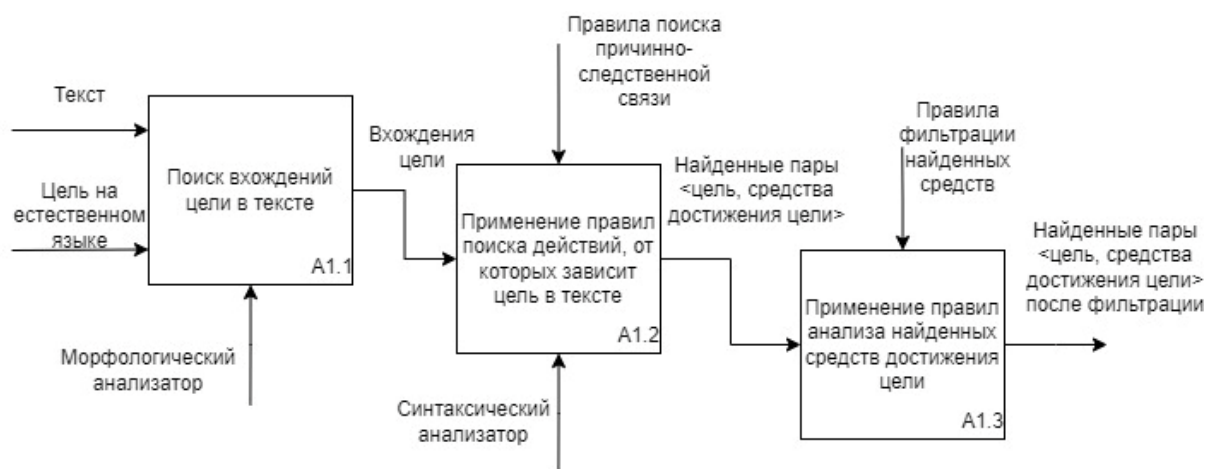 Текст
Цель на
естественном
языке
Поиск вхождений
цели в тексте
A1.1
Морфологический
анализатор
Вхождения
цели
Правила поиска
причинно-
следственной
связи
Применение правил
поиска действий, от
которых зависит
цель в тексте
A1.2
Синтаксический
анализатор
Найденные пары
<цель, средства
достижения цели>
Правила
фильтрации
найденных
средств
Применение правил
анализа найденных
средств достижения
цели
A1.3
Найденные пары
<цель, средства
достижения цели>
после фильтрации